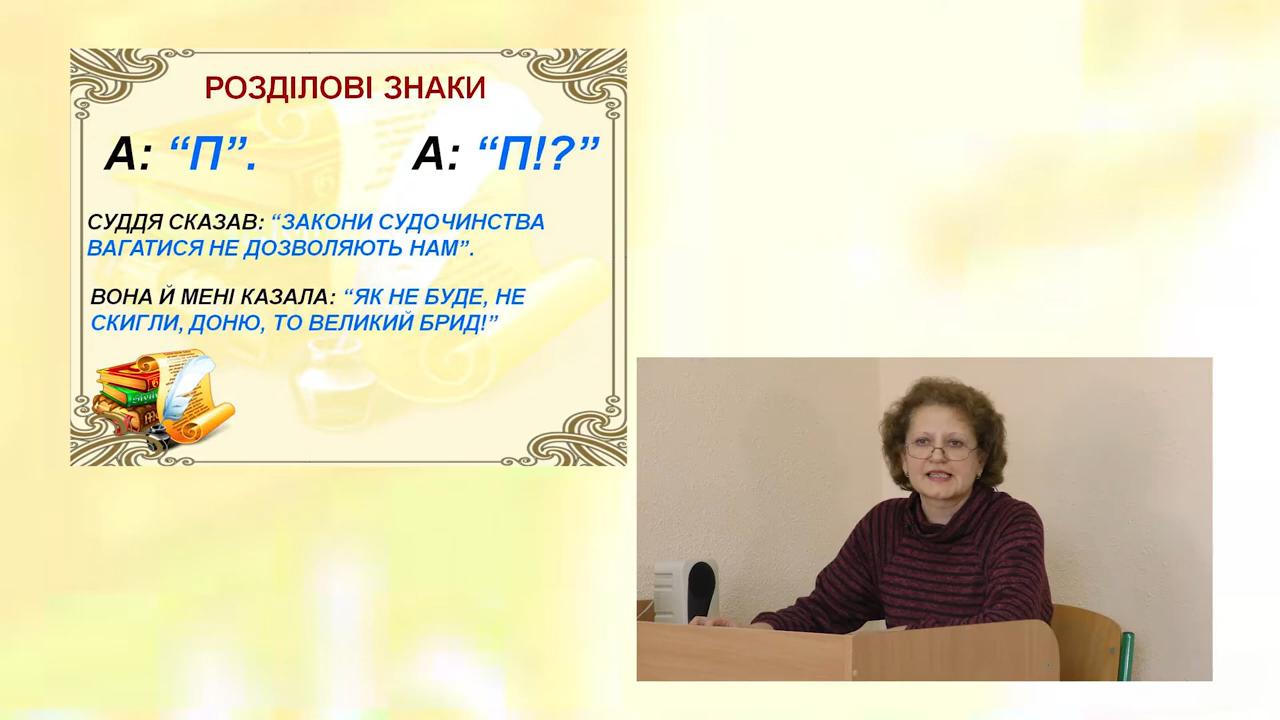 РОЗДІЛОВІ ЗНАКИ
А: “П”. А: “П!?”
СУДДЯ СКАЗАВ: “ЗАКОНИ СУДОЧИНСТВА
ВАГАТИСЯ НЕ ДОЗВОЛЯЮТЬ НАМ”.
ВОНА Й МЕНІ КАЗАЛА: “ЯК НЕ БУДЕ, НЕ
СКИГЛИ, ДОНЮ, ТО ВЕЛИКИЙ БРИД!”